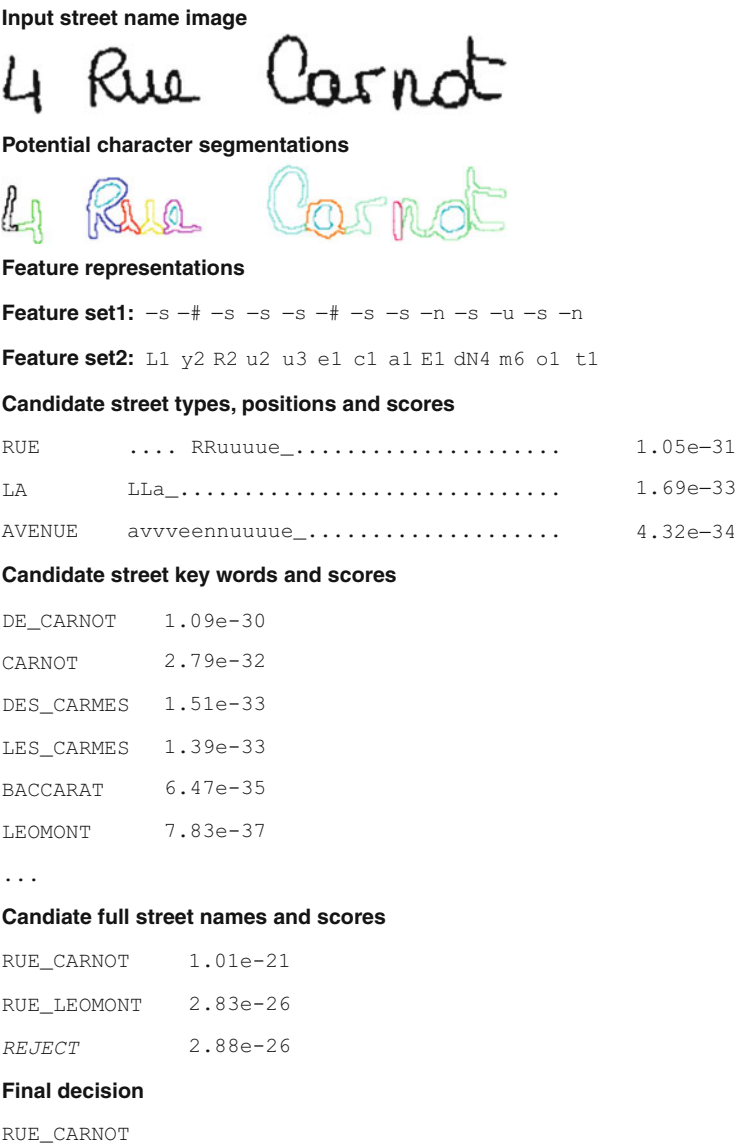 Input street name image
4 Rue Carnot
Potential character segmentations
4 Rue Carnot
Feature representations
Feature set1: –s –# –s –s –s –# –s –s –n –s –u –s –n
Feature set2: L1 y2 R2 u2 u3 e1 c1 a1 E1 dN4 m6 o1 t1
Candidate street types, positions and scores
RUE .... RRuuuue_..................... 1.05e–31
LA LLa_.............................. 1.69e–33
AVENUE avvveennuuuue_.................... 4.32e–34
Candidate street key words and scores
DE_CARNOT 1.09e-30
CARNOT 2.79e-32
DES_CARMES 1.51e-33
LES_CARMES 1.39e-33
BACCARAT 6.47e-35
LEOMONT 7.83e-37
...
Candiate full street names and scores
RUE_CARNOT 1.01e-21
RUE_LEOMONT 2.83e-26
REJECT 2.88e-26
Final decision
RUE_CARNOT